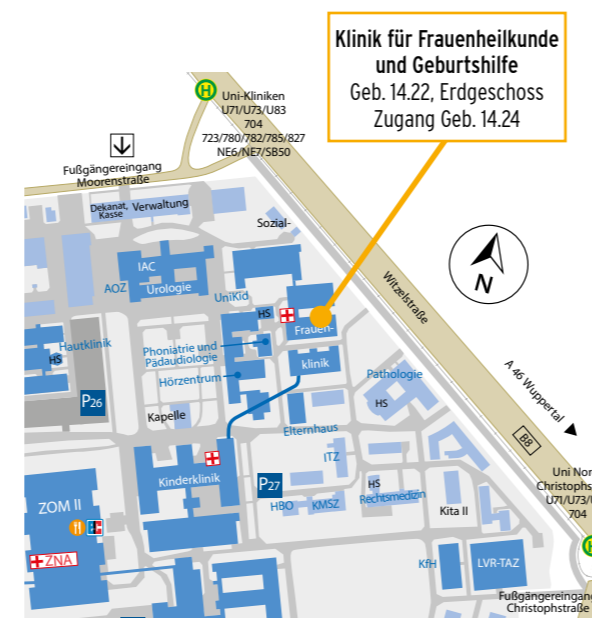 Klinik für Frauenheilkunde
und Geburtshilfe
Geb. 14.22, Erdgeschoss
Zugang Geb. 14.24
H
Uni-Kliniken
U71/U73/U83
704
723/780/782/785/827
NE6/NE7/SB50
Fußgängereingang
Moorenstraße
Dekanat,
Kasse
Verwaltung
Sozial-
N
Witzelstraße
IAC
AOZ
Urologie
UniKid
HS
Frauen-
klinik
Hautklinik
HS
Phoniatrie und
Pädaudiologie
Hörzentrum
Pathologie
HS
A 46 Wuppertal
B8
P26
Kapelle
Elternhaus
ITZ
Kinderklinik
P27
HS
Rechtsmedizin
HBO
KMSZ
Kita II
Uni Nor
Christophs
U71/U73/U
704
H
ZOM II
ZNA
KfH
LVR-TAZ
Fußgängereingang
Christophstraße